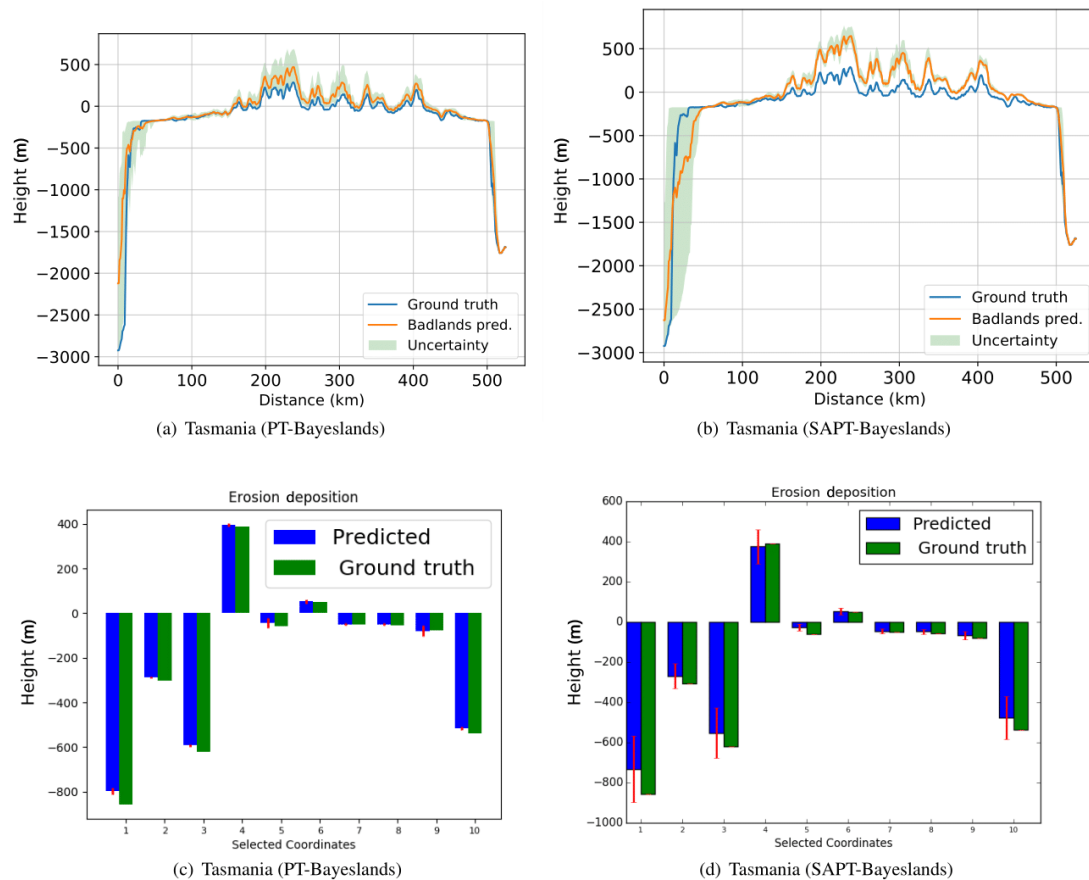 500
0
−500
−1000
−1500
−2000
−2500
−3000
Height (m)
0
100
200
300
400
500
Distance (km)
Ground truth
Badlands pred.
Uncertainty
(a) Tasmania (PT-Bayeslands)
500
0
−500
−1000
−1500
−2000
−2500
−3000
Height (m)
0
100
200
300
400
500
Distance (km)
Ground truth
Badlands pred.
Uncertainty
(b) Tasmania (SAPT-Bayeslands)
Erosion deposition
400
200
0
−200
−400
−600
−800
Height (m)
Predicted
Ground truth
1
2
3
4
5
6
7
8
9
10
Selected Coordinates
(c) Tasmania (PT-Bayeslands)
Erosion deposition
600
400
200
0
−200
−400
−600
−800
−1000
Height (m)
Predicted
Ground truth
1
2
3
4
5
6
7
8
9
10
Selected Coordinates
(d) Tasmania (SAPT-Bayeslands)